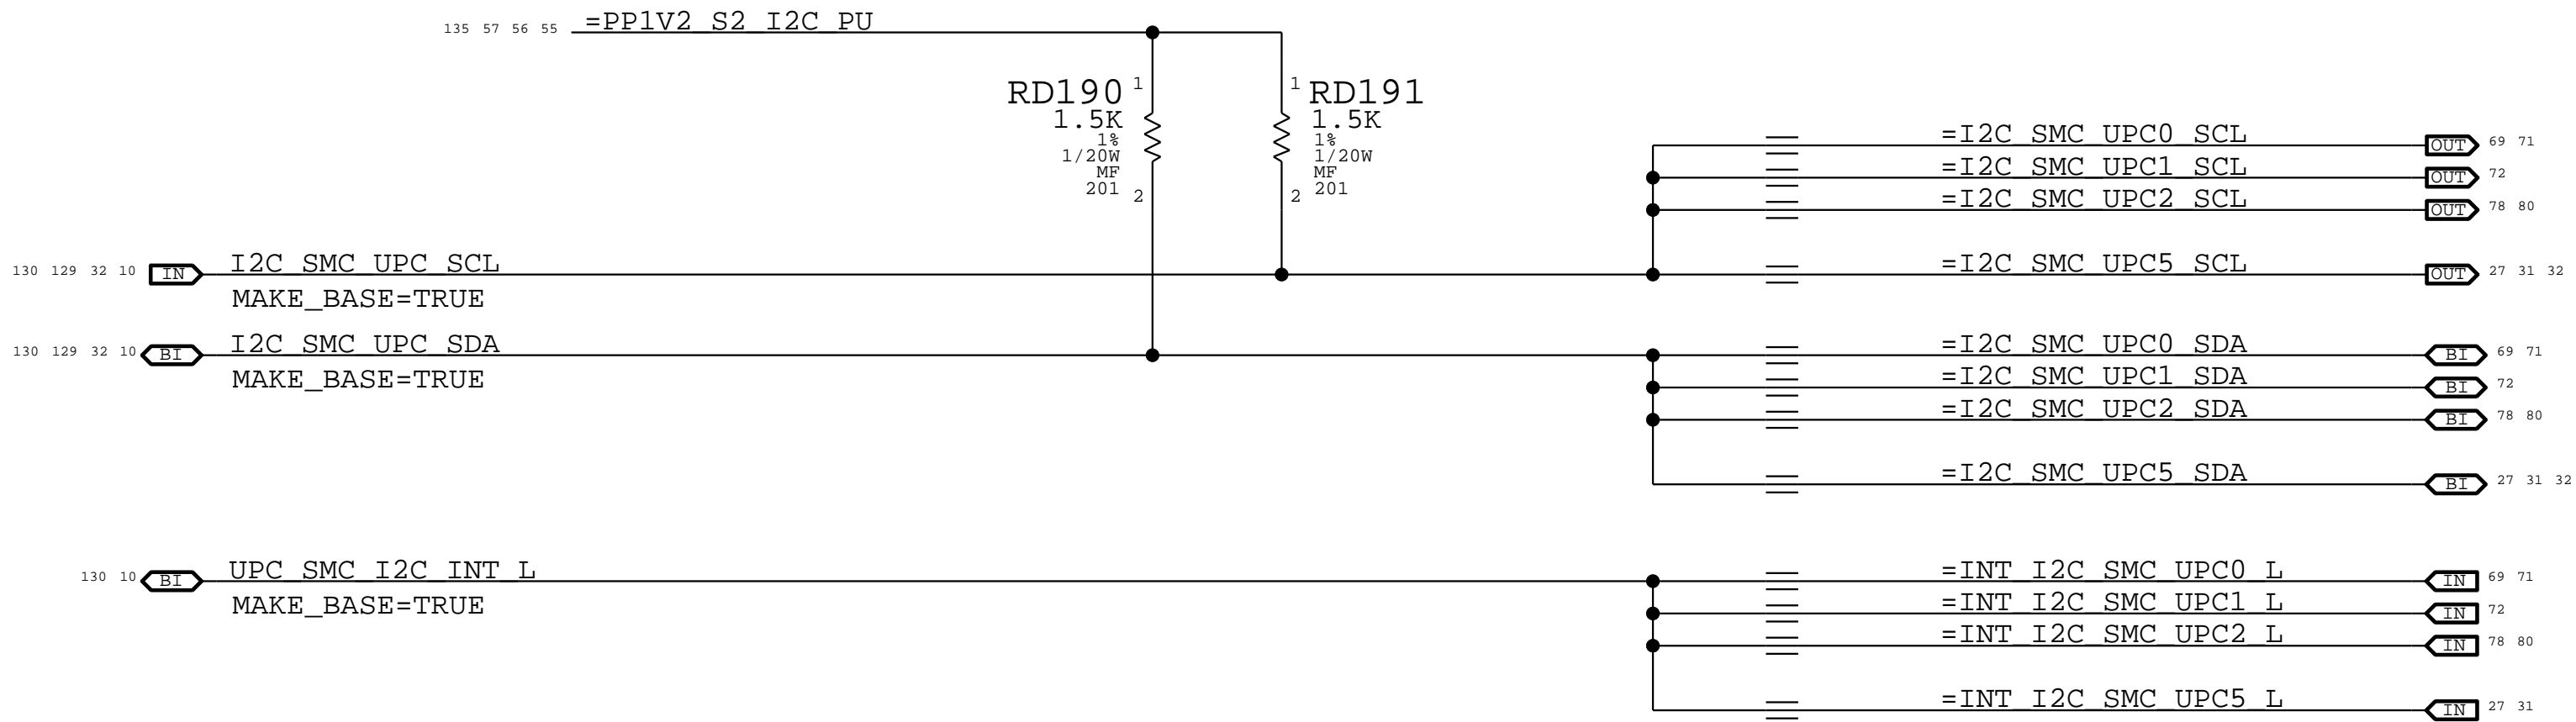 135 57 56 55 =PP1V2_S2_I2C_PU
RD190 1
1.5K
1%
1/20W
MF
201
2
1 RD191
1.5K
1%
1/20W
MF
201
2
=I2C_SMC_UPC0_SCL OUT 69 71
=I2C_SMC_UPC1_SCL OUT 72
=I2C_SMC_UPC2_SCL OUT 78 80
130 129 32 10 IN I2C_SMC_UPC_SCL
MAKE_BASE=TRUE
=I2C_SMC_UPC5_SCL OUT 27 31 32
130 129 32 10 BI I2C_SMC_UPC_SDA
MAKE_BASE=TRUE
=I2C_SMC_UPC0_SDA BI 69 71
=I2C_SMC_UPC1_SDA BI 72
=I2C_SMC_UPC2_SDA BI 78 80
=I2C_SMC_UPC5_SDA BI 27 31 32
130 10 BI UPC_SMC_I2C_INT_L
MAKE_BASE=TRUE
=INT_I2C_SMC_UPC0_L IN 69 71
=INT_I2C_SMC_UPC1_L IN 72
=INT_I2C_SMC_UPC2_L IN 78 80
=INT_I2C_SMC_UPC5_L IN 27 31